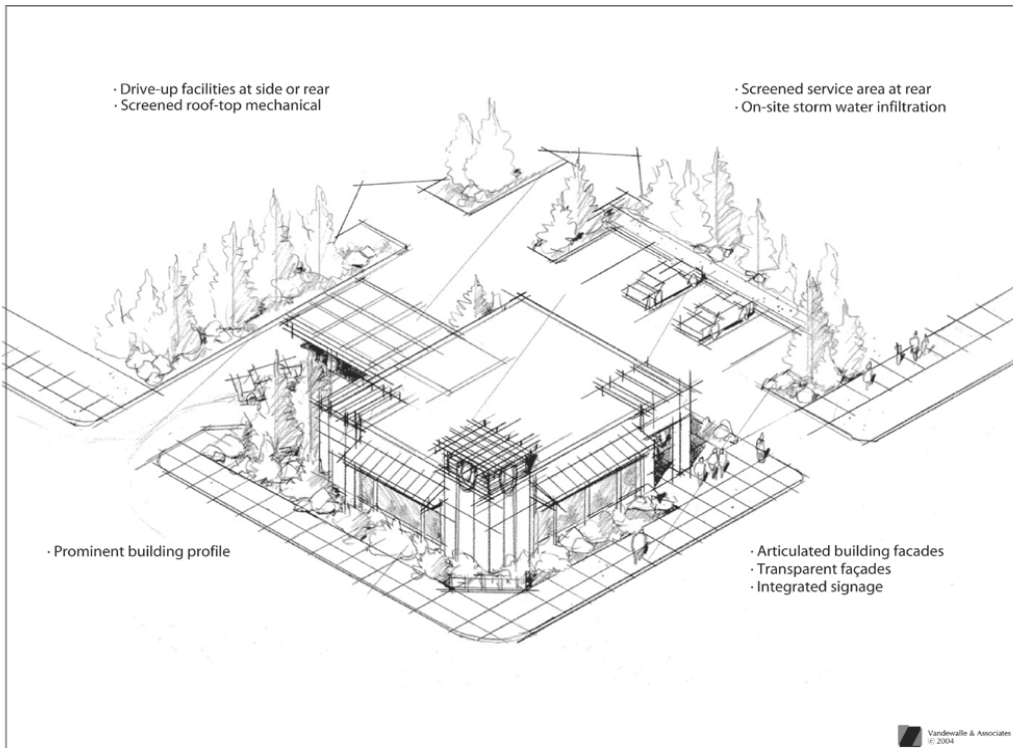 · Drive-up facilities at side or rear
· Screened roof-top mechanical
· Screened service area at rear
· On-site storm water infiltration
· Prominent building profile
· Articulated building facades
· Transparent façades
· Integrated signage
Vandewalle & Associates
© 2004